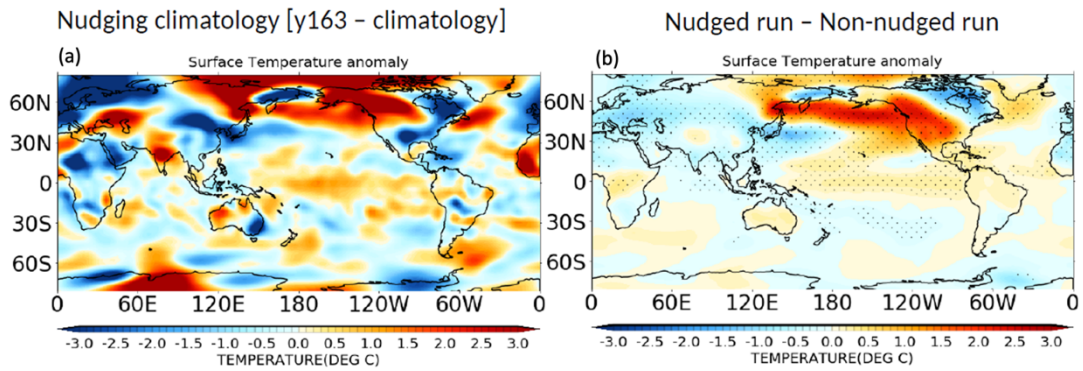 Nudging climatology [y163 – climatology]
Nudged run – Non-nudged run
(a)
Surface Temperature anomaly
60N
30N
0
30S
60S
0 60E 120E 180 120W 60W 0
-3.0 -2.5 -1.5 -1.0 -0.5 0.0 0.5 1.0 1.5 2.0 2.5 3.0
TEMPERATURE(DEG C)
(b)
Surface Temperature anomaly
60N
30N
0
30S
60S
0 60E 120E 180 120W 60W 0
-3.0 -2.5 -1.5 -1.0 -0.5 0.0 0.5 1.0 1.5 2.0 2.5 3.0
TEMPERATURE(DEG C)